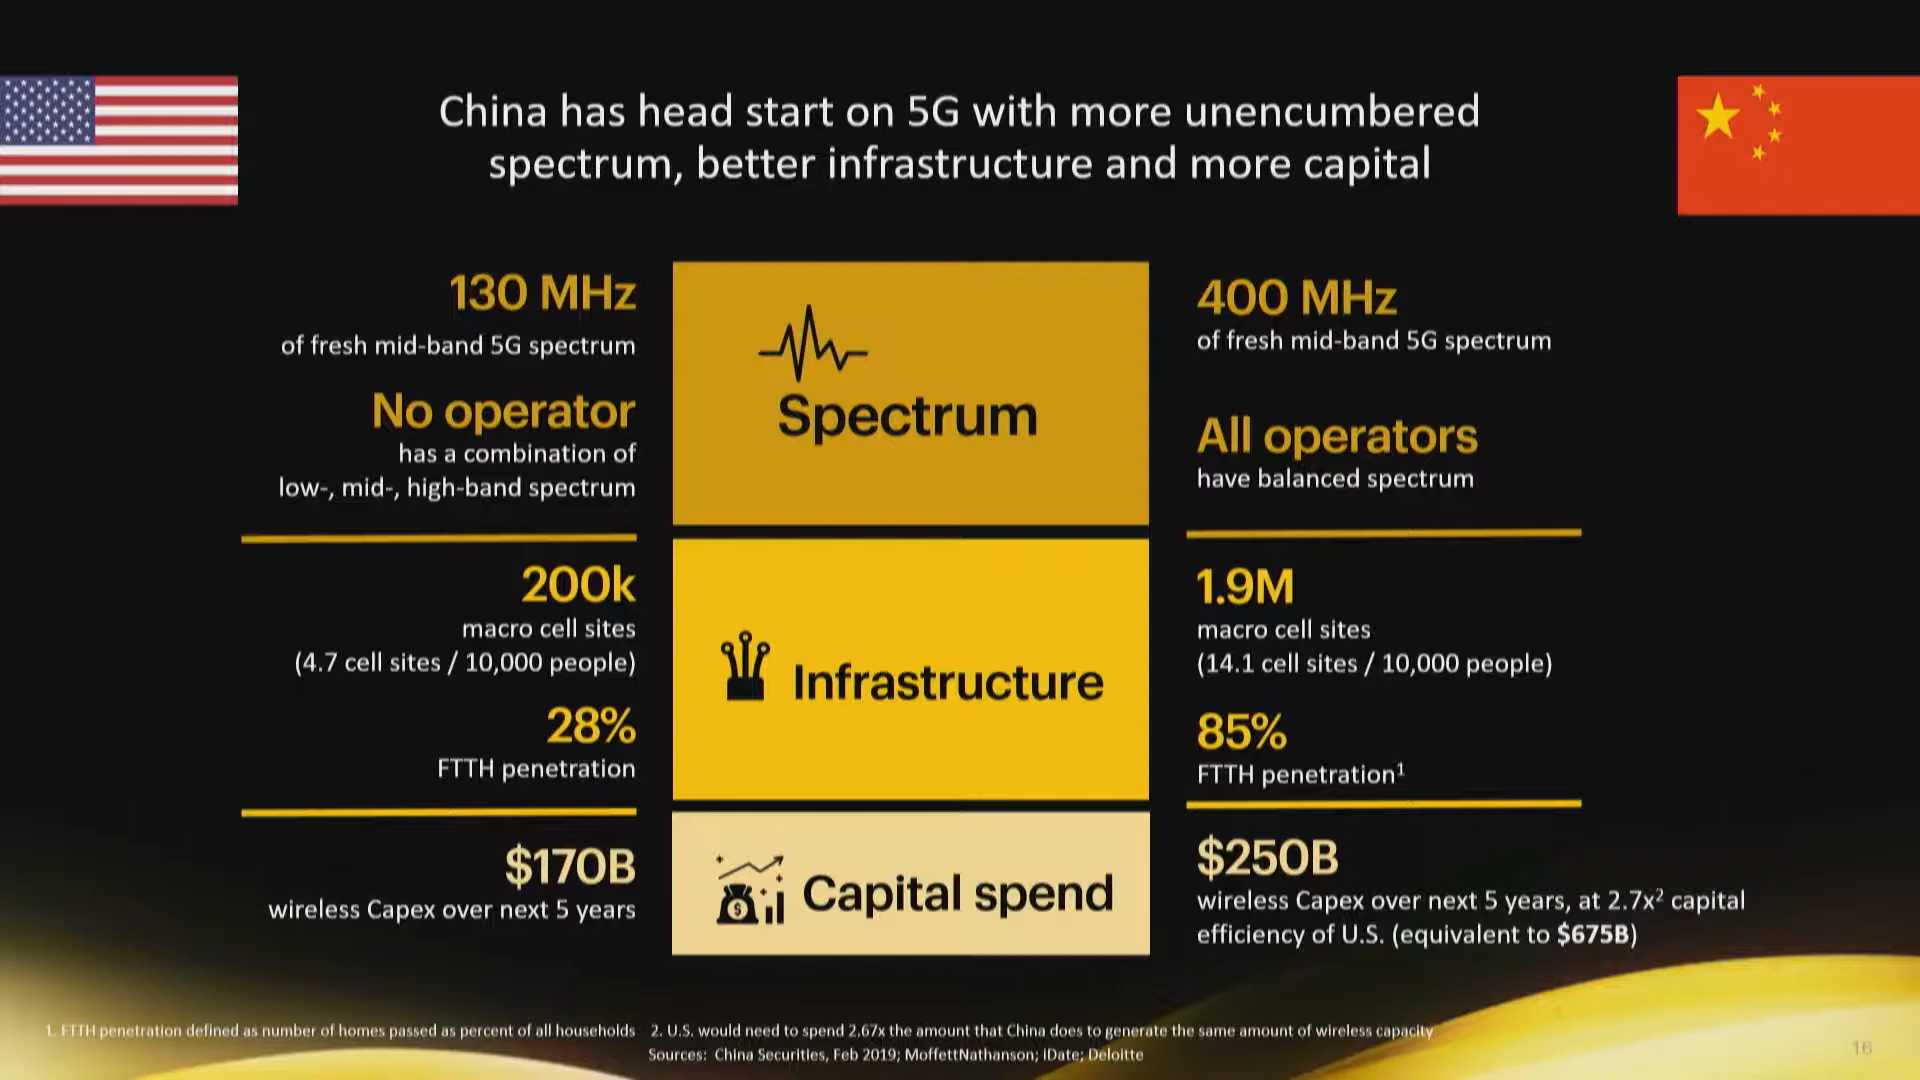 China has head start on 5G with more unencumbered
spectrum, better infrastructure and more capital
130 MHz
of fresh mid-band 5G spectrum
No operator
has a combination of
low-, mid-, high-band spectrum
200k
macro cell sites
(4.7 cell sites / 10,000 people)
28%
FTTH penetration
$170B
wireless Capex over next 5 years
Spectrum
Infrastructure
Capital spend
400 MHz
of fresh mid-band 5G spectrum
All operators
have balanced spectrum
1.9M
macro cell sites
(14.1 cell sites / 10,000 people)
85%
FTTH penetration¹
$250B
wireless Capex over next 5 years, at 2.7x² capital
efficiency of U.S. (equivalent to $675B)
1. FTTH penetration defined as number of homes passed as percent of all households 2. U.S. would need to spend 2.67x the amount that China does to generate the same amount of wireless capacity
Sources: China Securities, Feb 2019; MoffettNathanson; iDate; Deloitte
16